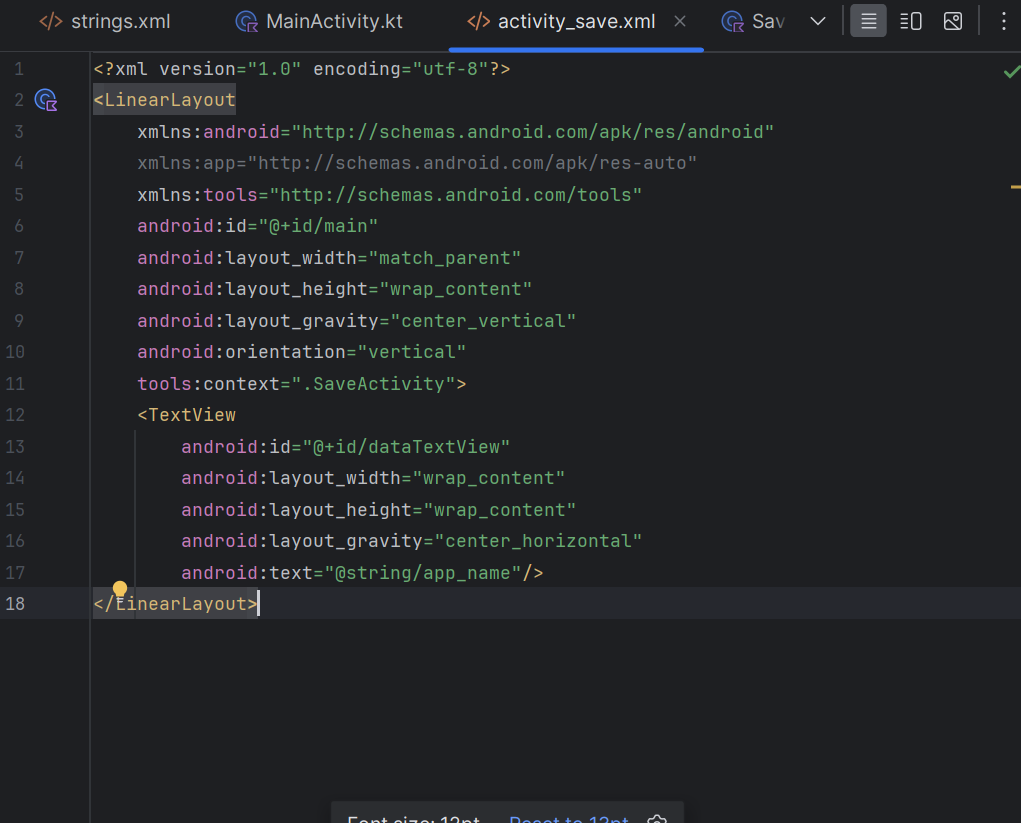 </> strings.xml MainActivity.kt </> activity_save.xml Sav
1 <?xml version="1.0" encoding="utf-8"?>
2 <LinearLayout
3 xmlns:android="http://schemas.android.com/apk/res/android"
4 xmlns:app="http://schemas.android.com/apk/res-auto"
5 xmlns:tools="http://schemas.android.com/tools"
6 android:id="@+id/main"
7 android:layout_width="match_parent"
8 android:layout_height="wrap_content"
9 android:layout_gravity="center_vertical"
10 android:orientation="vertical"
11 tools:context=".SaveActivity">
12 <TextView
13 android:id="@+id/dataTextView"
14 android:layout_width="wrap_content"
15 android:layout_height="wrap_content"
16 android:layout_gravity="center_horizontal"
17 android:text="@string/app_name"/>
18 </LinearLayout>
Font size: 12pt Reset to 13pt